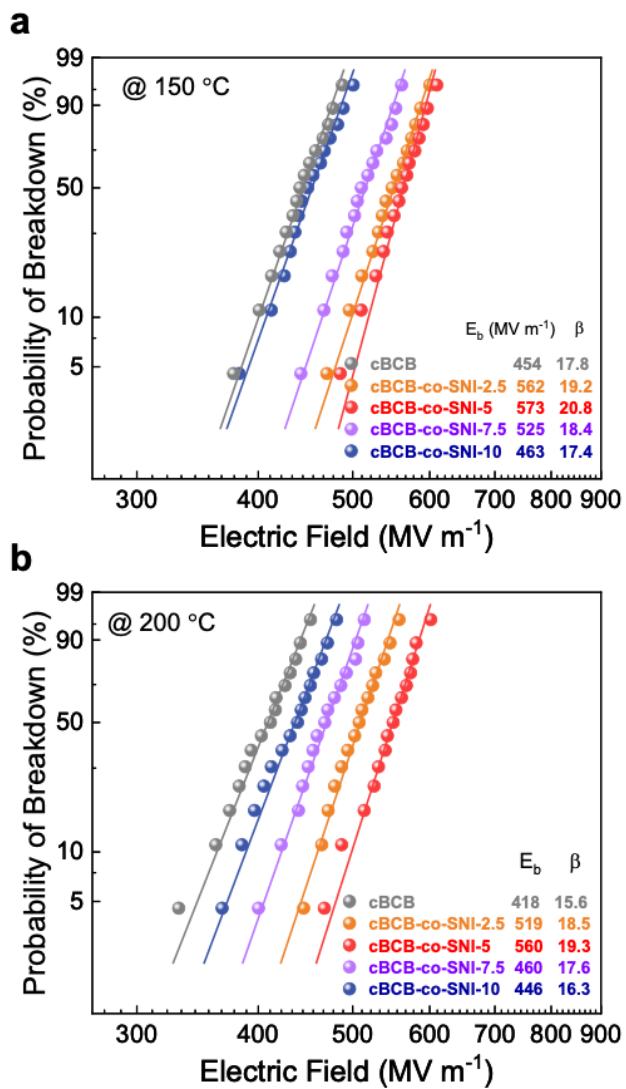 a
@ 150 °C
Probability of Breakdown (%)
99
90
50
10
5
E_b (MV m⁻¹) β
cBCB 454 17.8
cBCB-co-SNI-2.5 562 19.2
cBCB-co-SNI-5 573 20.8
cBCB-co-SNI-7.5 525 18.4
cBCB-co-SNI-10 463 17.4
300 400 500 600 700 800 900
Electric Field (MV m⁻¹)
b
@ 200 °C
Probability of Breakdown (%)
99
90
50
10
5
E_b β
cBCB 418 15.6
cBCB-co-SNI-2.5 519 18.5
cBCB-co-SNI-5 560 19.3
cBCB-co-SNI-7.5 460 17.6
cBCB-co-SNI-10 446 16.3
300 400 500 600 700 800 900
Electric Field (MV m⁻¹)